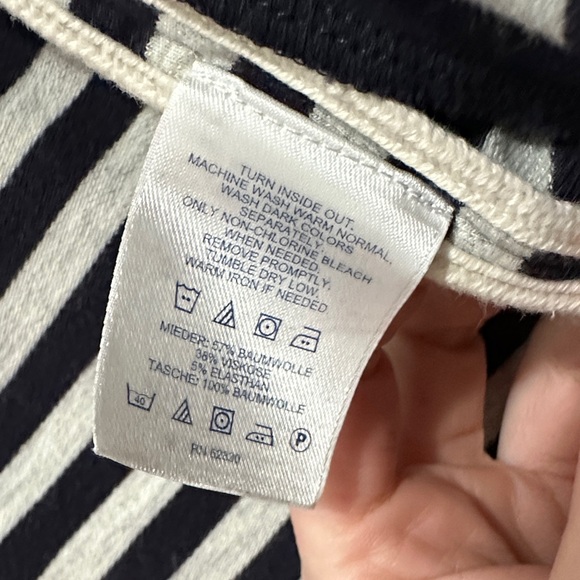 TURN INSIDE OUT.
MACHINE WASH WARM NORMAL.
WASH DARK COLORS
SEPARATELY.
ONLY NON-CHLORINE BLEACH
WHEN NEEDED.
REMOVE PROMPTLY.
TUMBLE DRY LOW.
WARM IRON IF NEEDED
MIEDER: 57% BAUMWOLLE
38% VISKOSE
5% ELASTHAN
TASCHE: 100% BAUMWOLLE
40 P
RN 52530